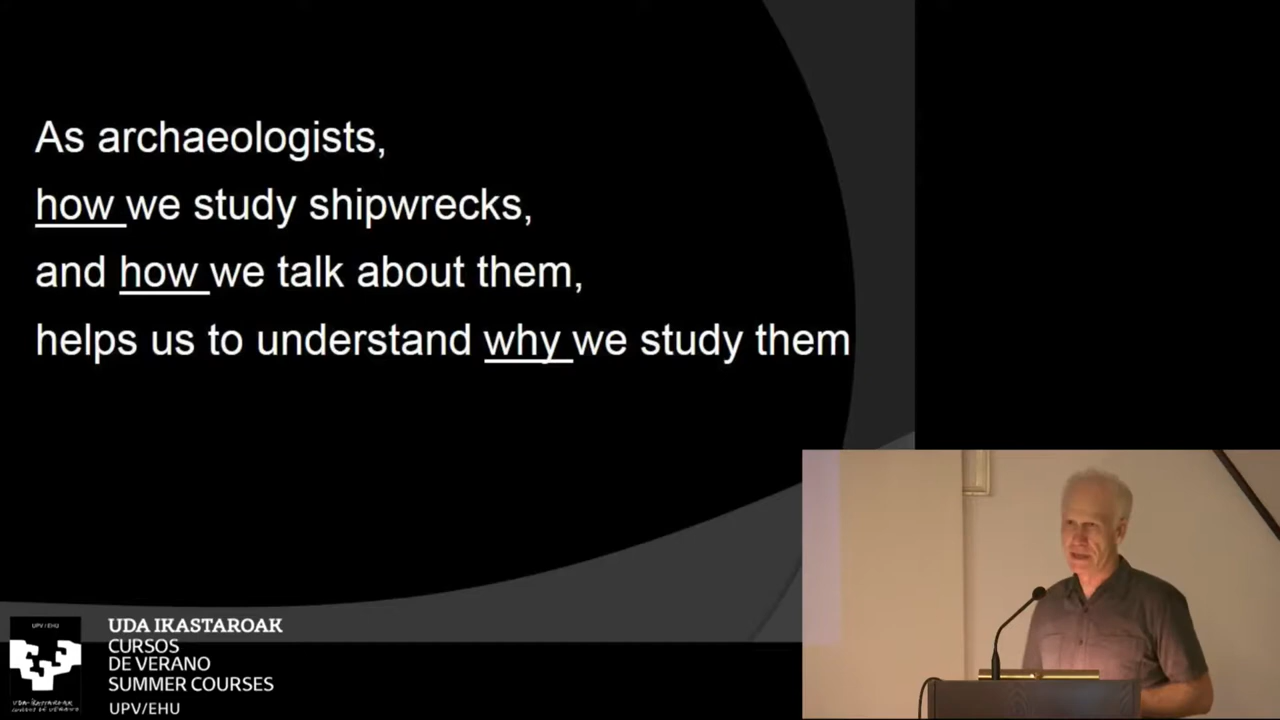 As archaeologists,
how we study shipwrecks,
and how we talk about them,
helps us to understand why we study them
UPV / EHU
UDA IKASTAROAK
CURSOS
DE VERANO
SUMMER COURSES
UPV/EHU